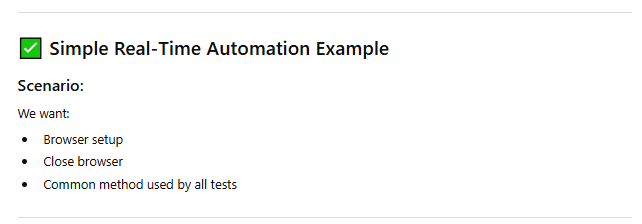 ✅ Simple Real-Time Automation Example
Scenario:
We want:
• Browser setup
• Close browser
• Common method used by all tests